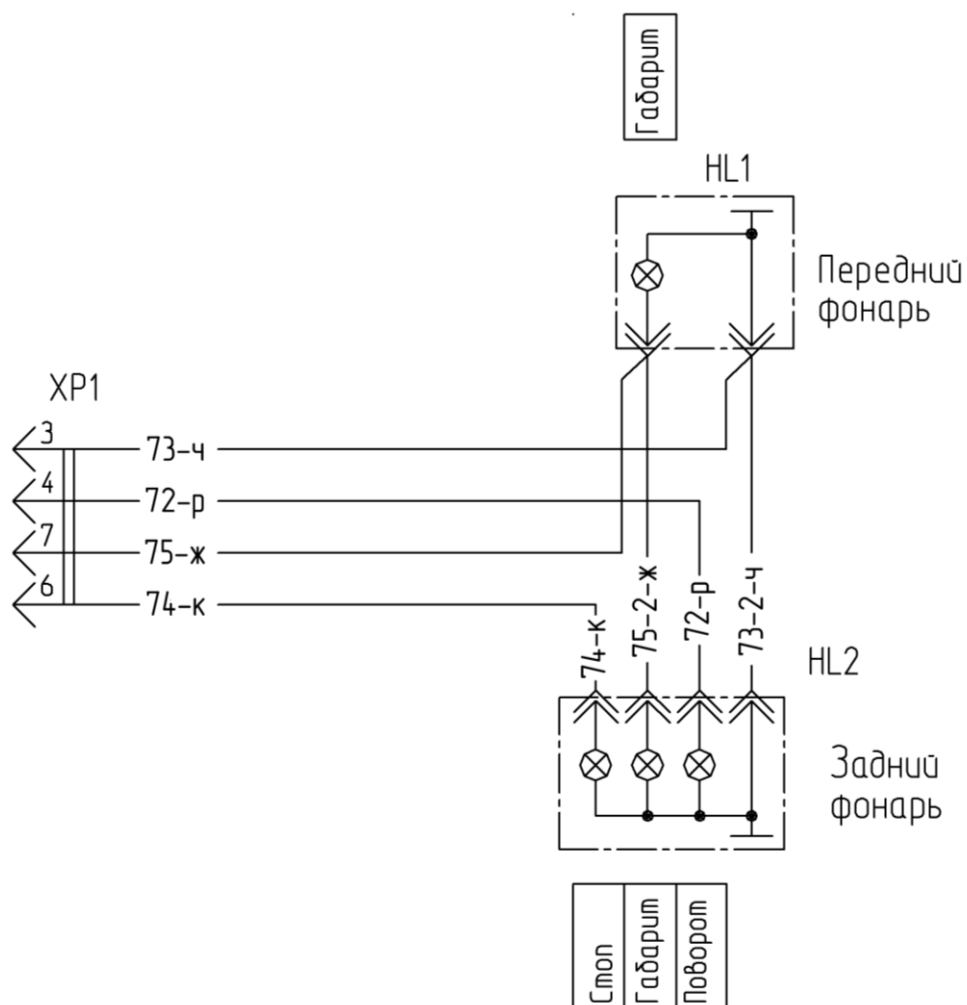 Габарит
HL1
Передний
фонарь
XP1
3
73-ч
4
72-р
7
75-ж
6
74-к
74-к
75-2-ж
72-р
73-2-ч
HL2
Задний
фонарь
Стоп
Габарит
Поворот